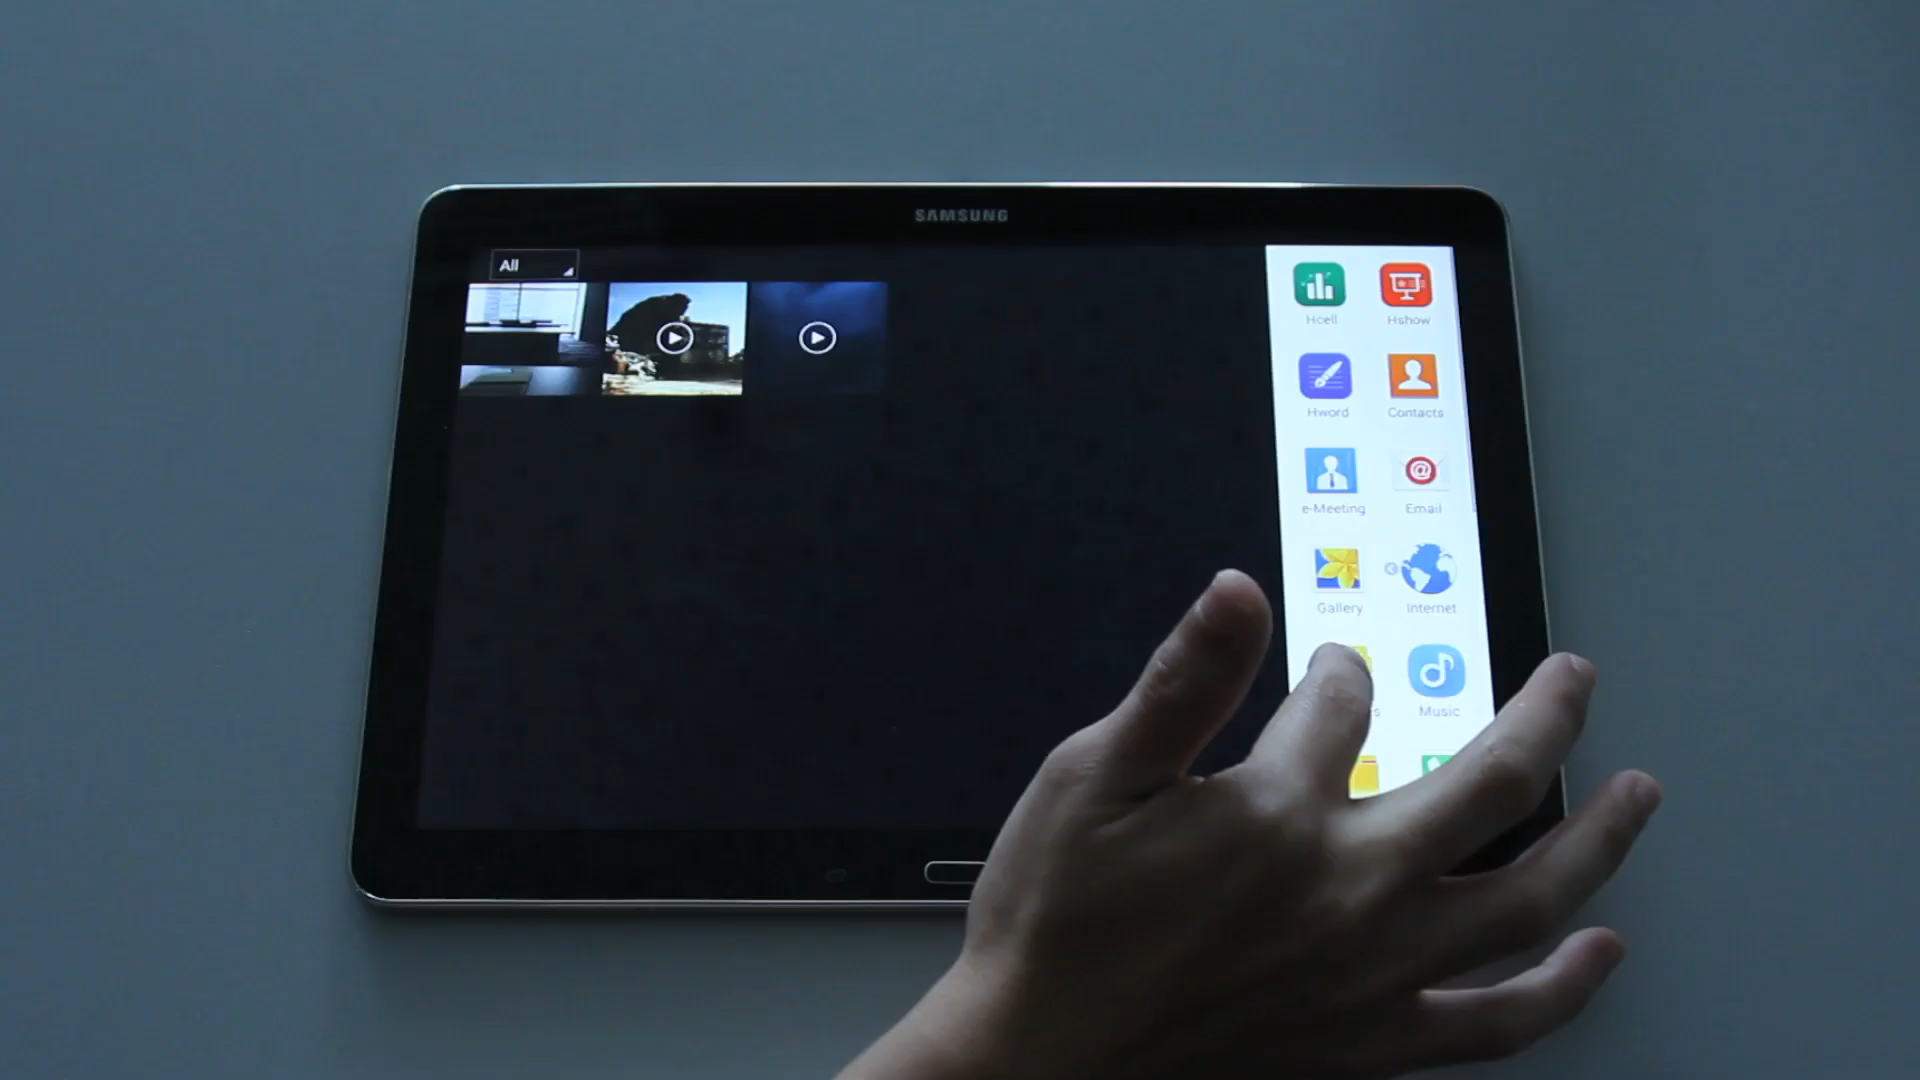 SAMSUNG
All
Hcell
Hshow
Hword
Contacts
e-Meeting
Email
@
Gallery
Internet
Music